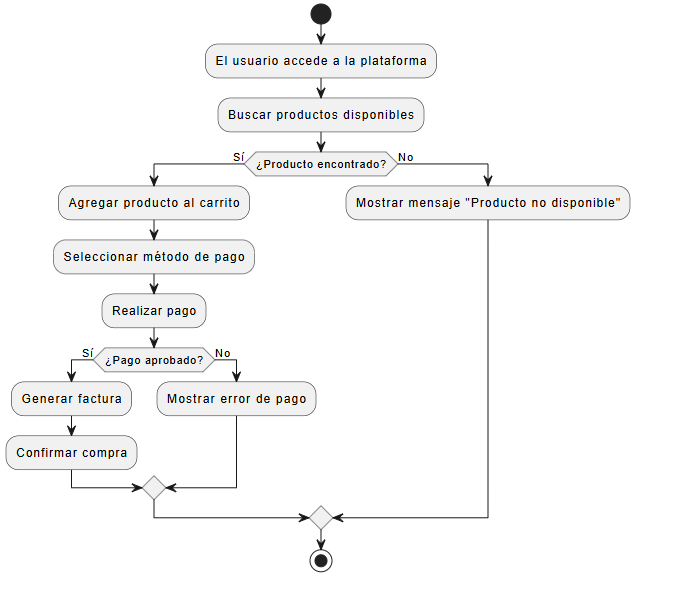 El usuario accede a la plataforma
Buscar productos disponibles
Sí
¿Producto encontrado?
No
Agregar producto al carrito
Mostrar mensaje "Producto no disponible"
Seleccionar método de pago
Realizar pago
Sí
¿Pago aprobado?
No
Generar factura
Mostrar error de pago
Confirmar compra